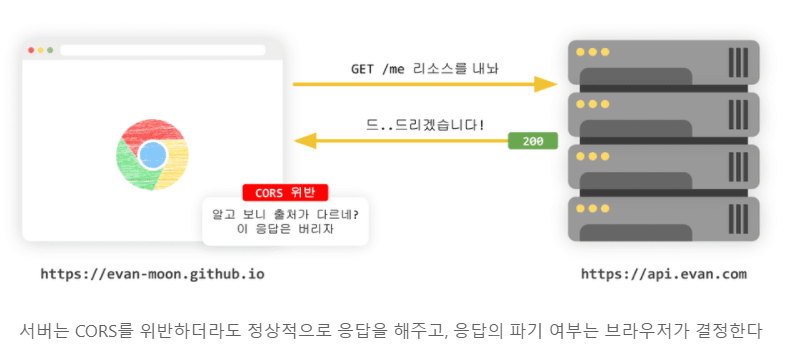 GET /me 리소스를 내놔
드..드리겠습니다!
200
CORS 위반
알고 보니 출처가 다르네?
이 응답은 버리자
https://evan-moon.github.io
https://api.evan.com
서버는 CORS를 위반하더라도 정상적으로 응답을 해주고, 응답의 파기 여부는 브라우저가 결정한다